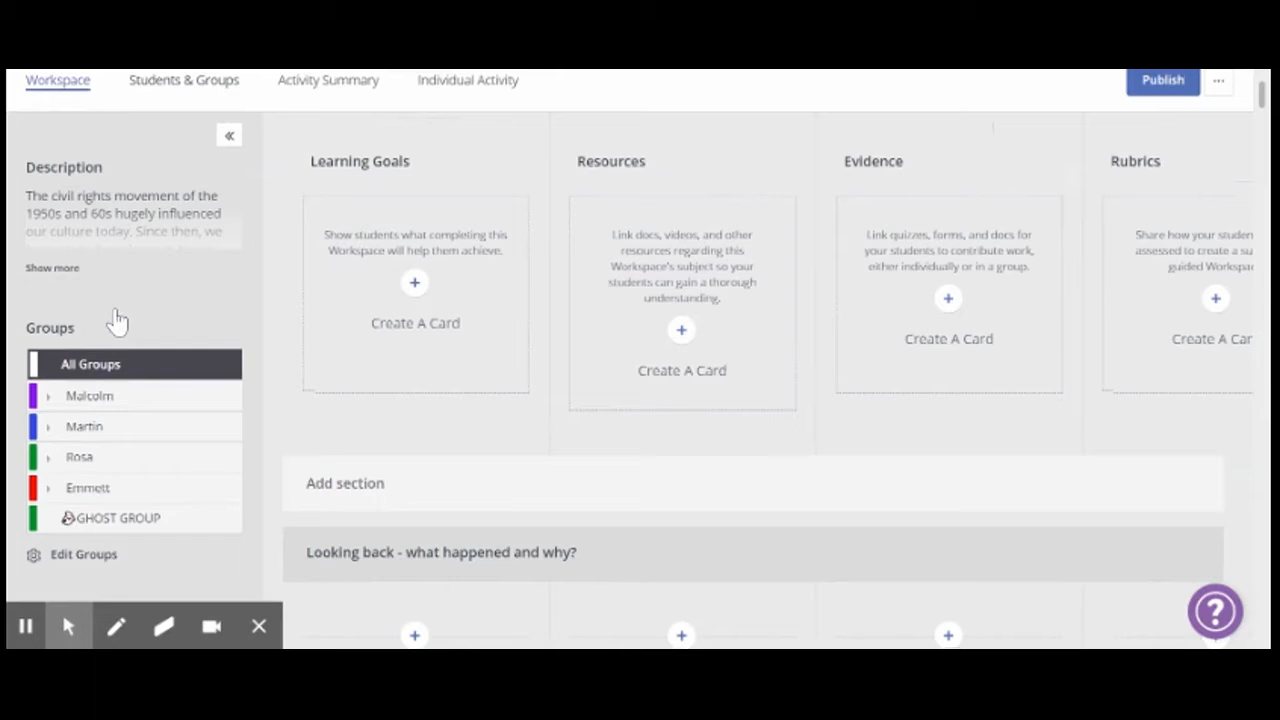 Workspace
Students & Groups
Activity Summary
Individual Activity
Publish
...
«
Description
The civil rights movement of the
1950s and 60s hugely influenced
our culture today. Since then, we
Show more
Groups
All Groups
Malcolm
Martin
Rosa
Emmett
GHOST GROUP
Edit Groups
Learning Goals
Show students what completing this
Workspace will help them achieve.
+
Create A Card
Resources
Link docs, videos, and other
resources regarding this
Workspace's subject so your
students can gain a thorough
understanding.
+
Create A Card
Evidence
Link quizzes, forms, and docs for
your students to contribute work,
either individually or in a group.
+
Create A Card
Rubrics
Share how your studen
assessed to create a su
guided Workspac
+
Create A Car
Add section
Looking back - what happened and why?
+
+
+
?